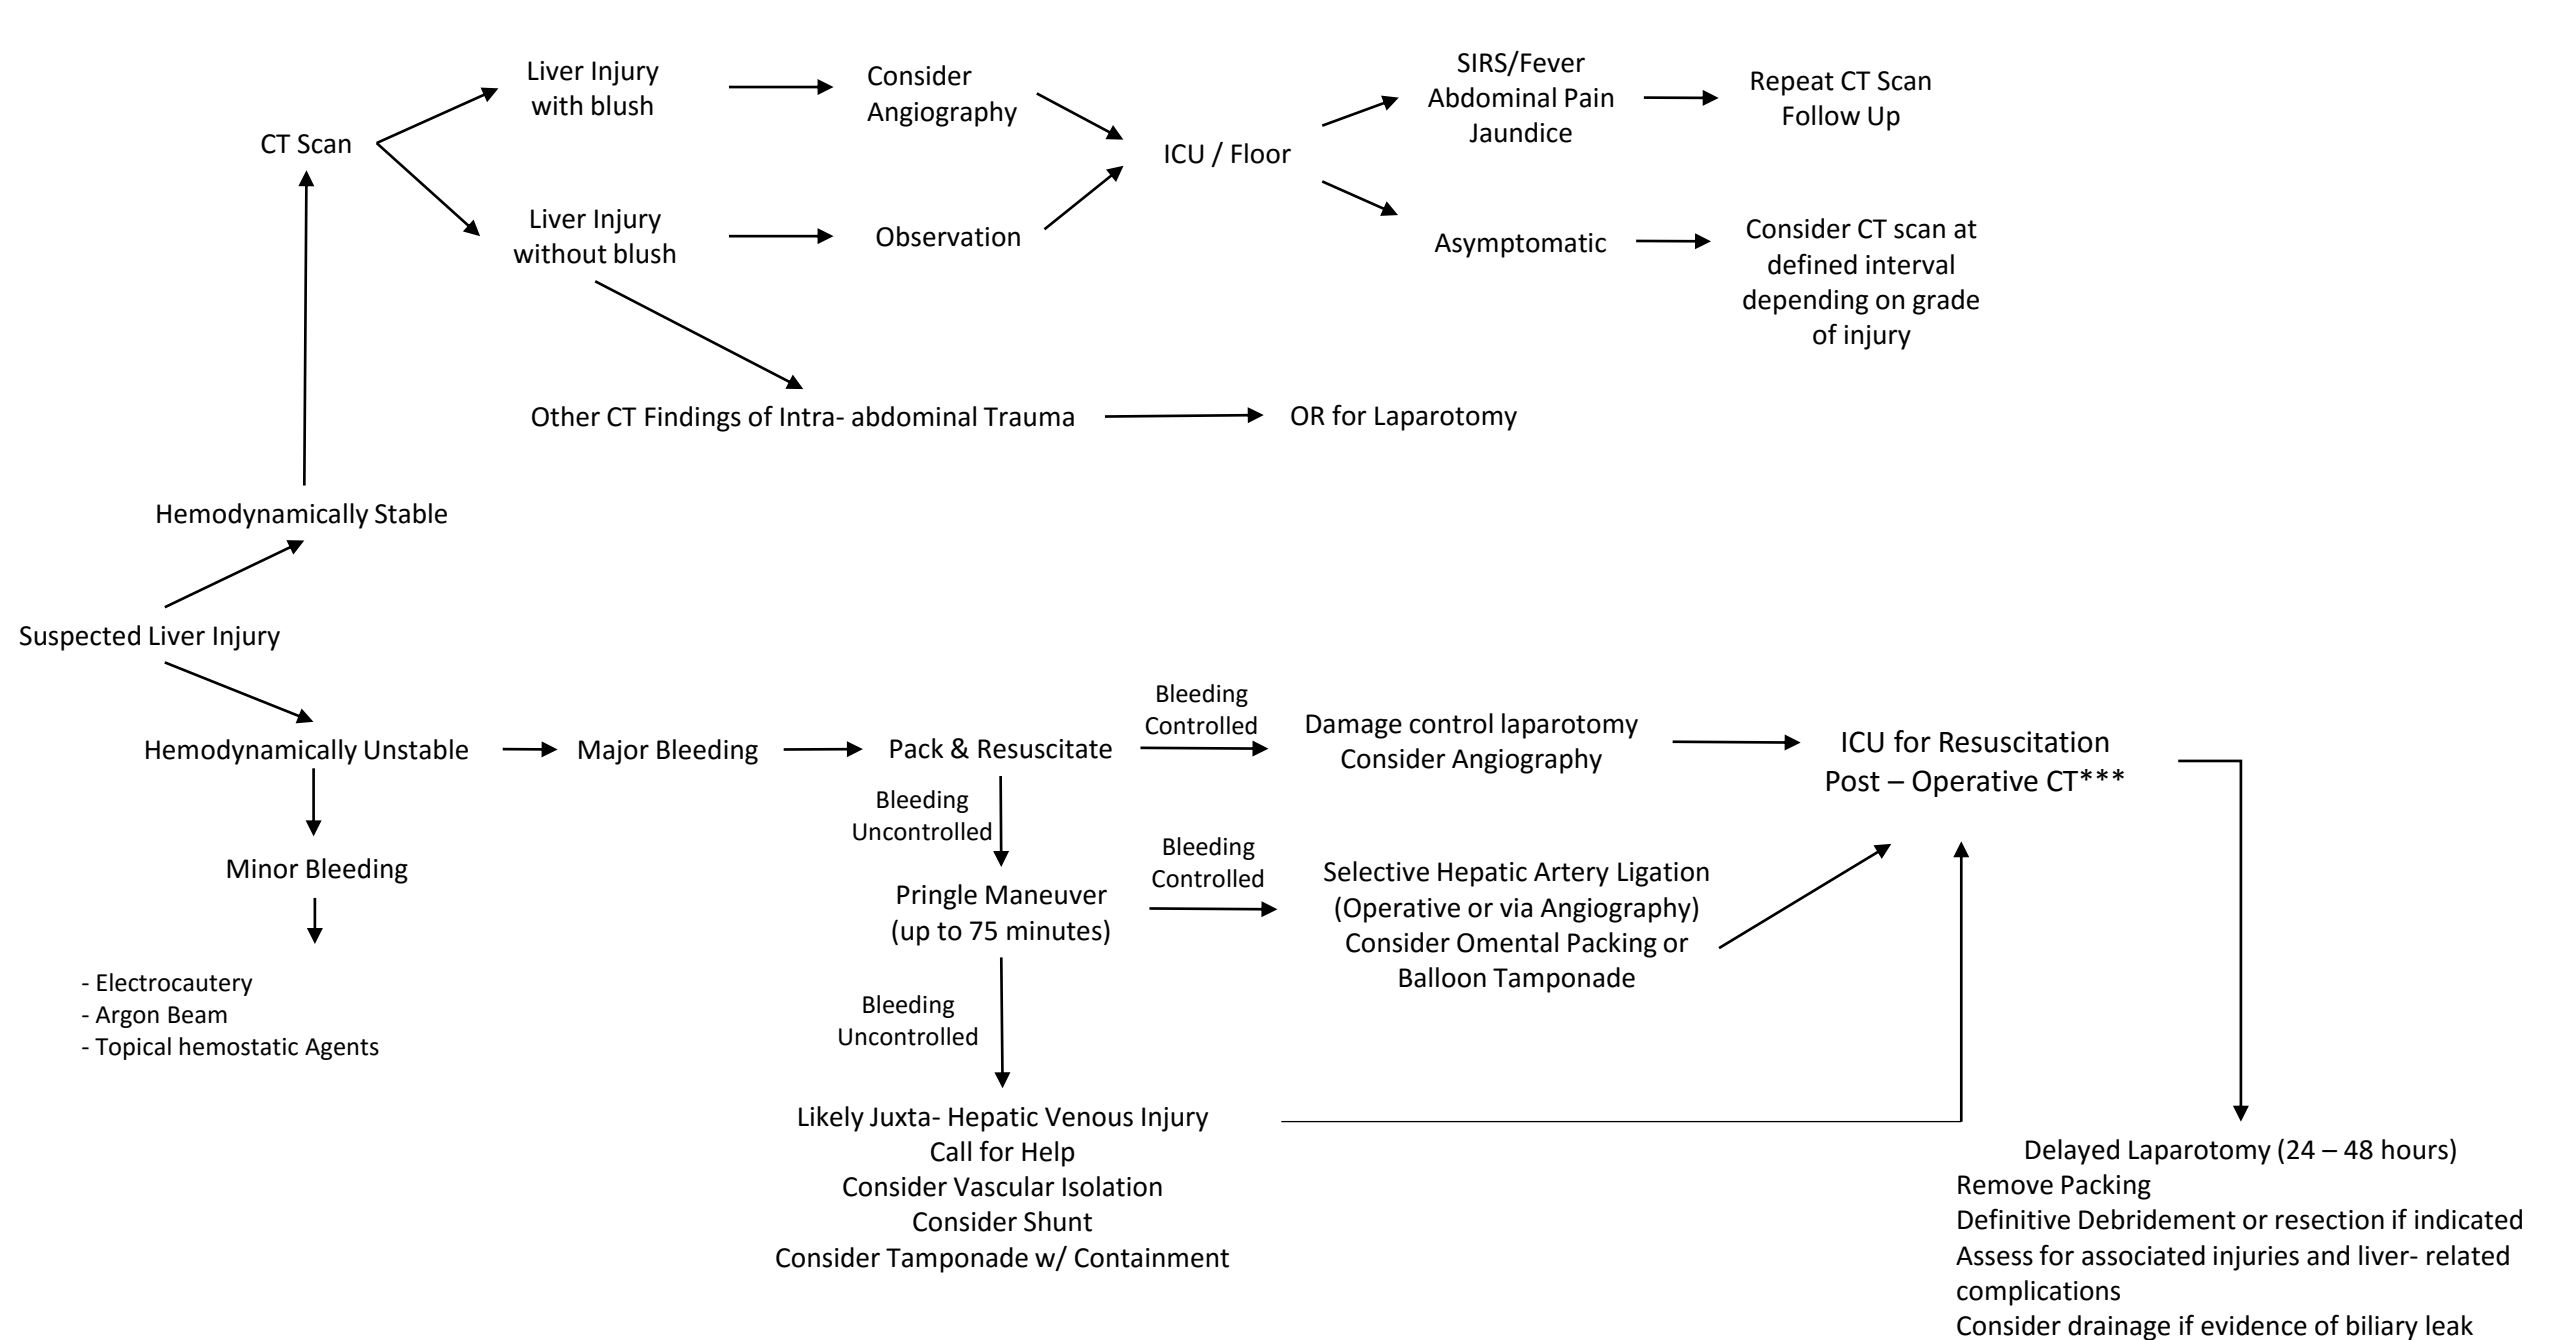 Liver Injury
with blush
Consider
Angiography
SIRS/Fever
Abdominal Pain
Jaundice
Repeat CT Scan
Follow Up
CT Scan
ICU / Floor
Liver Injury
without blush
Observation
Asymptomatic
Consider CT scan at
defined interval
depending on grade
of injury
Other CT Findings of Intra- abdominal Trauma
OR for Laparotomy
Hemodynamically Stable
Suspected Liver Injury
Hemodynamically Unstable
Major Bleeding
Pack & Resuscitate
Bleeding
Controlled
Damage control laparotomy
Consider Angiography
ICU for Resuscitation
Post – Operative CT***
Bleeding
Uncontrolled
Minor Bleeding
Pringle Maneuver
(up to 75 minutes)
Bleeding
Controlled
Selective Hepatic Artery Ligation
(Operative or via Angiography)
Consider Omental Packing or
Balloon Tamponade
- Electrocautery
- Argon Beam
- Topical hemostatic Agents
Bleeding
Uncontrolled
Likely Juxta- Hepatic Venous Injury
Call for Help
Consider Vascular Isolation
Consider Shunt
Consider Tamponade w/ Containment
Delayed Laparotomy (24 – 48 hours)
Remove Packing
Definitive Debridement or resection if indicated
Assess for associated injuries and liver- related
complications
Consider drainage if evidence of biliary leak